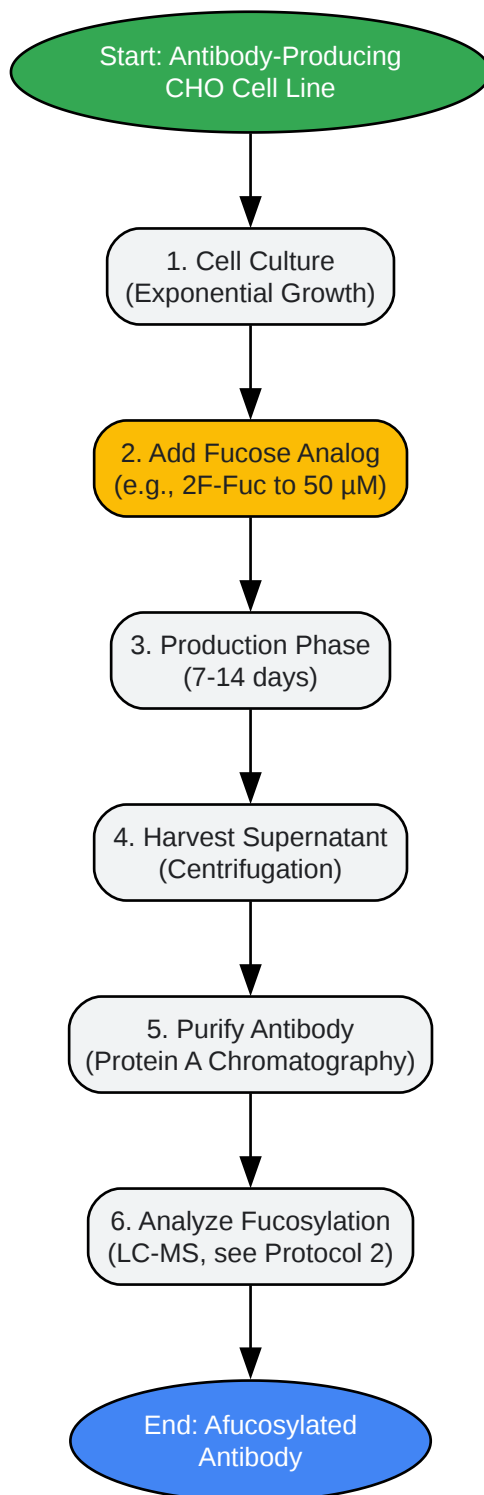 Start: Antibody-Producing
CHO Cell Line
1. Cell Culture
(Exponential Growth)
2. Add Fucose Analog
(e.g., 2F-Fuc to 50 µM)
3. Production Phase
(7-14 days)
4. Harvest Supernatant
(Centrifugation)
5. Purify Antibody
(Protein A Chromatography)
6. Analyze Fucosylation
(LC-MS, see Protocol 2)
End: Afucosylated
Antibody